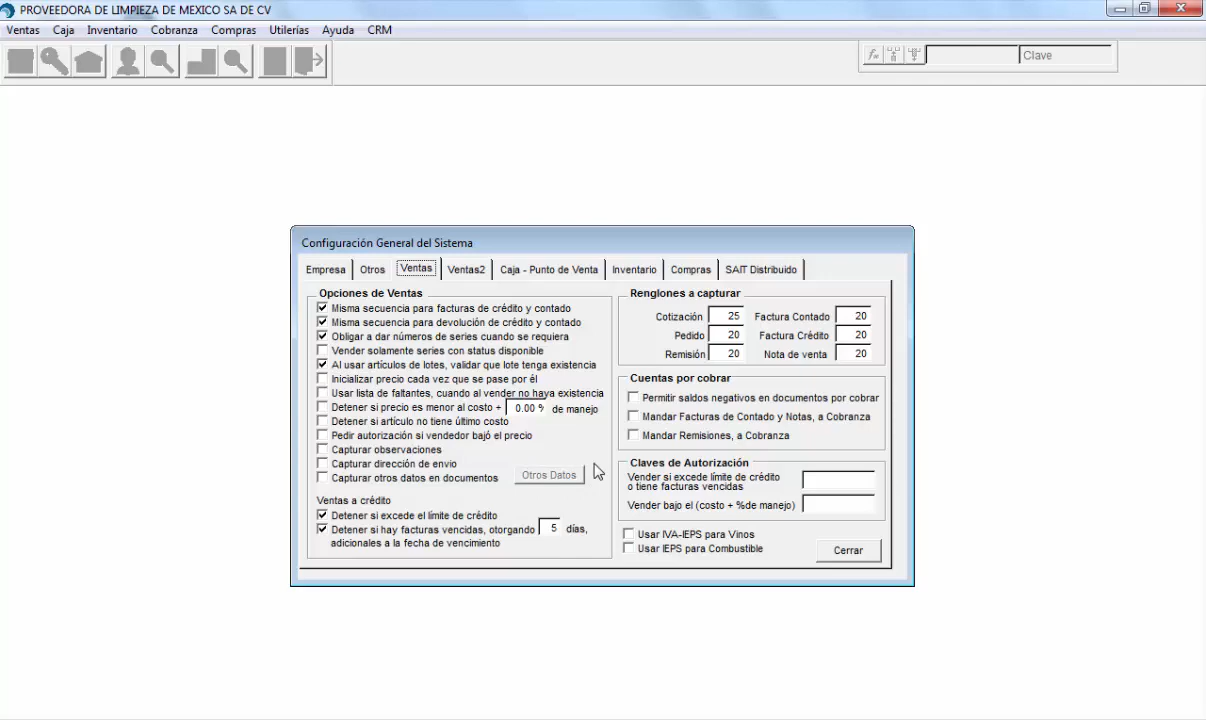 PROVEEDORA DE LIMPIEZA DE MEXICO SA DE CV
Ventas Caja Inventario Cobranza Compras Utilerías Ayuda CRM
Clave
Configuración General del Sistema
Empresa Otros Ventas Ventas2 Caja - Punto de Venta Inventario Compras SAIT Distribuido
Opciones de Ventas
Misma secuencia para facturas de crédito y contado
Misma secuencia para devolución de crédito y contado
Obligar a dar números de series cuando se requiera
Vender solamente series con status disponible
Al usar artículos de lotes, validar que lote tenga existencia
Inicializar precio cada vez que se pase por él
Usar lista de faltantes, cuando al vender no haya existencia
Detener si precio es menor al costo + 0.00 % de manejo
Detener si artículo no tiene último costo
Pedir autorización si vendedor bajó el precio
Capturar observaciones
Capturar dirección de envio
Capturar otros datos en documentos Otros Datos
Ventas a crédito
Detener si excede el límite de crédito
Detener si hay facturas vencidas, otorgando 5 días,
adicionales a la fecha de vencimiento
Renglones a capturar
Cotización 25 Factura Contado 20
Pedido 20 Factura Crédito 20
Remisión 20 Nota de venta 20
Cuentas por cobrar
Permitir saldos negativos en documentos por cobrar
Mandar Facturas de Contado y Notas, a Cobranza
Mandar Remisiones, a Cobranza
Claves de Autorización
Vender si excede límite de crédito
o tiene facturas vencidas
Vender bajo el (costo + %de manejo)
Usar IVA-IEPS para Vinos
Usar IEPS para Combustible
Cerrar